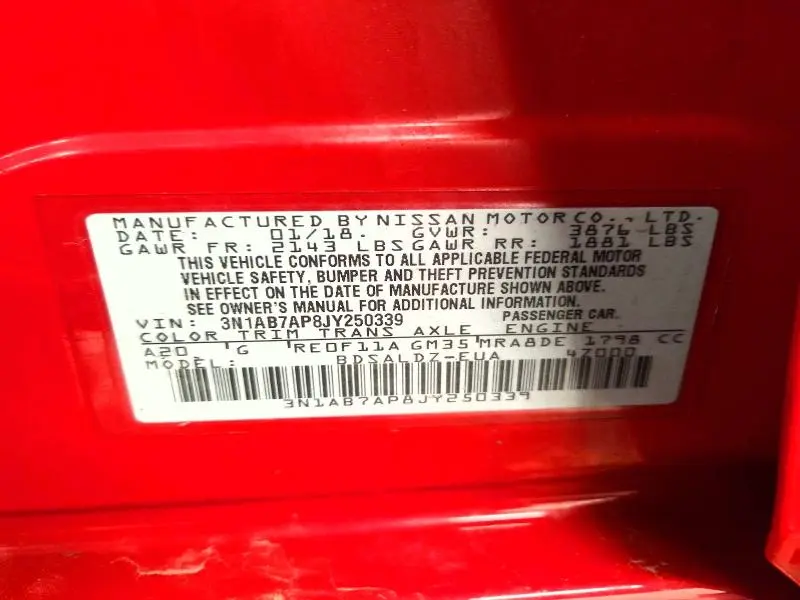 MANUFACTURED BY NISSAN MOTOR CO., LTD.
DATE: 01/18. GVWR: 3876 LBS
GAWR FR: 2143 LBS GAWR RR: 1881 LBS
THIS VEHICLE CONFORMS TO ALL APPLICABLE FEDERAL MOTOR
VEHICLE SAFETY, BUMPER AND THEFT PREVENTION STANDARDS
IN EFFECT ON THE DATE OF MANUFACTURE SHOWN ABOVE.
SEE OWNER'S MANUAL FOR ADDITIONAL INFORMATION.
VIN: 3N1AB7AP8JY250339 PASSENGER CAR.
COLOR TRIM TRANS AXLE ENGINE
A20 G RE0F11A GM35 MRA8DE 1798 CC
MODEL: BDSALDZ-EUA 47000
3N1AB7AP8JY250339